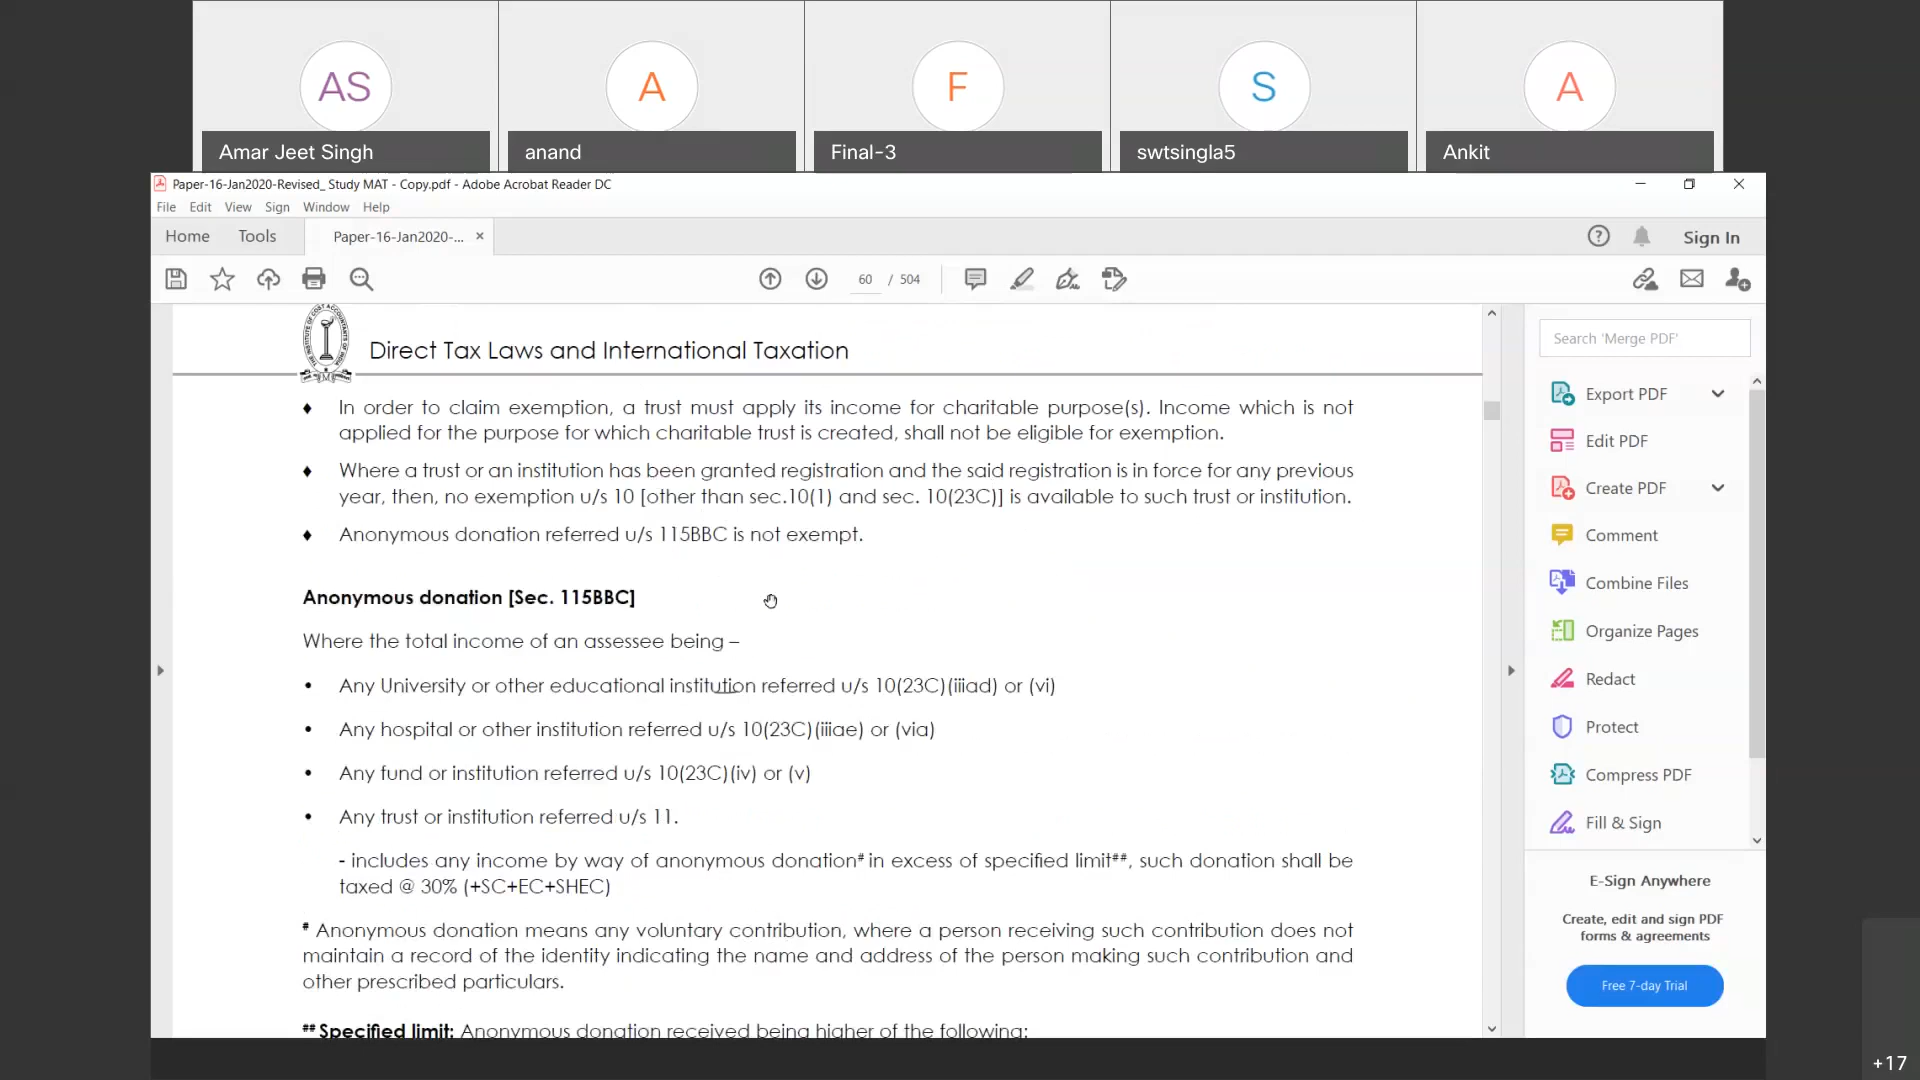 AS
A
F
S
A
Amar Jeet Singh
anand
Final-3
swtsingla5
Ankit
Paper-16-Jan2020-Revised_ Study MAT - Copy.pdf - Adobe Acrobat Reader DC
File Edit View Sign Window Help
Home Tools Paper-16-Jan2020-... × Sign In
60 / 504
Direct Tax Laws and International Taxation
♦ In order to claim exemption, a trust must apply its income for charitable purpose(s). Income which is not
applied for the purpose for which charitable trust is created, shall not be eligible for exemption.
♦ Where a trust or an institution has been granted registration and the said registration is in force for any previous
year, then, no exemption u/s 10 [other than sec.10(1) and sec. 10(23C)] is available to such trust or institution.
♦ Anonymous donation referred u/s 115BBC is not exempt.
Anonymous donation [Sec. 115BBC]
Where the total income of an assessee being –
• Any University or other educational institution referred u/s 10(23C)(iiiad) or (vi)
• Any hospital or other institution referred u/s 10(23C)(iiiae) or (via)
• Any fund or institution referred u/s 10(23C)(iv) or (v)
• Any trust or institution referred u/s 11.
- includes any income by way of anonymous donation# in excess of specified limit##, such donation shall be
taxed @ 30% (+SC+EC+SHEC)
# Anonymous donation means any voluntary contribution, where a person receiving such contribution does not
maintain a record of the identity indicating the name and address of the person making such contribution and
other prescribed particulars.
## Specified limit: Anonymous donation received being higher of the following:
Search 'Merge PDF'
Export PDF
Edit PDF
Create PDF
Comment
Combine Files
Organize Pages
Redact
Protect
Compress PDF
Fill & Sign
E-Sign Anywhere
Create, edit and sign PDF
forms & agreements
Free 7-day Trial
+17